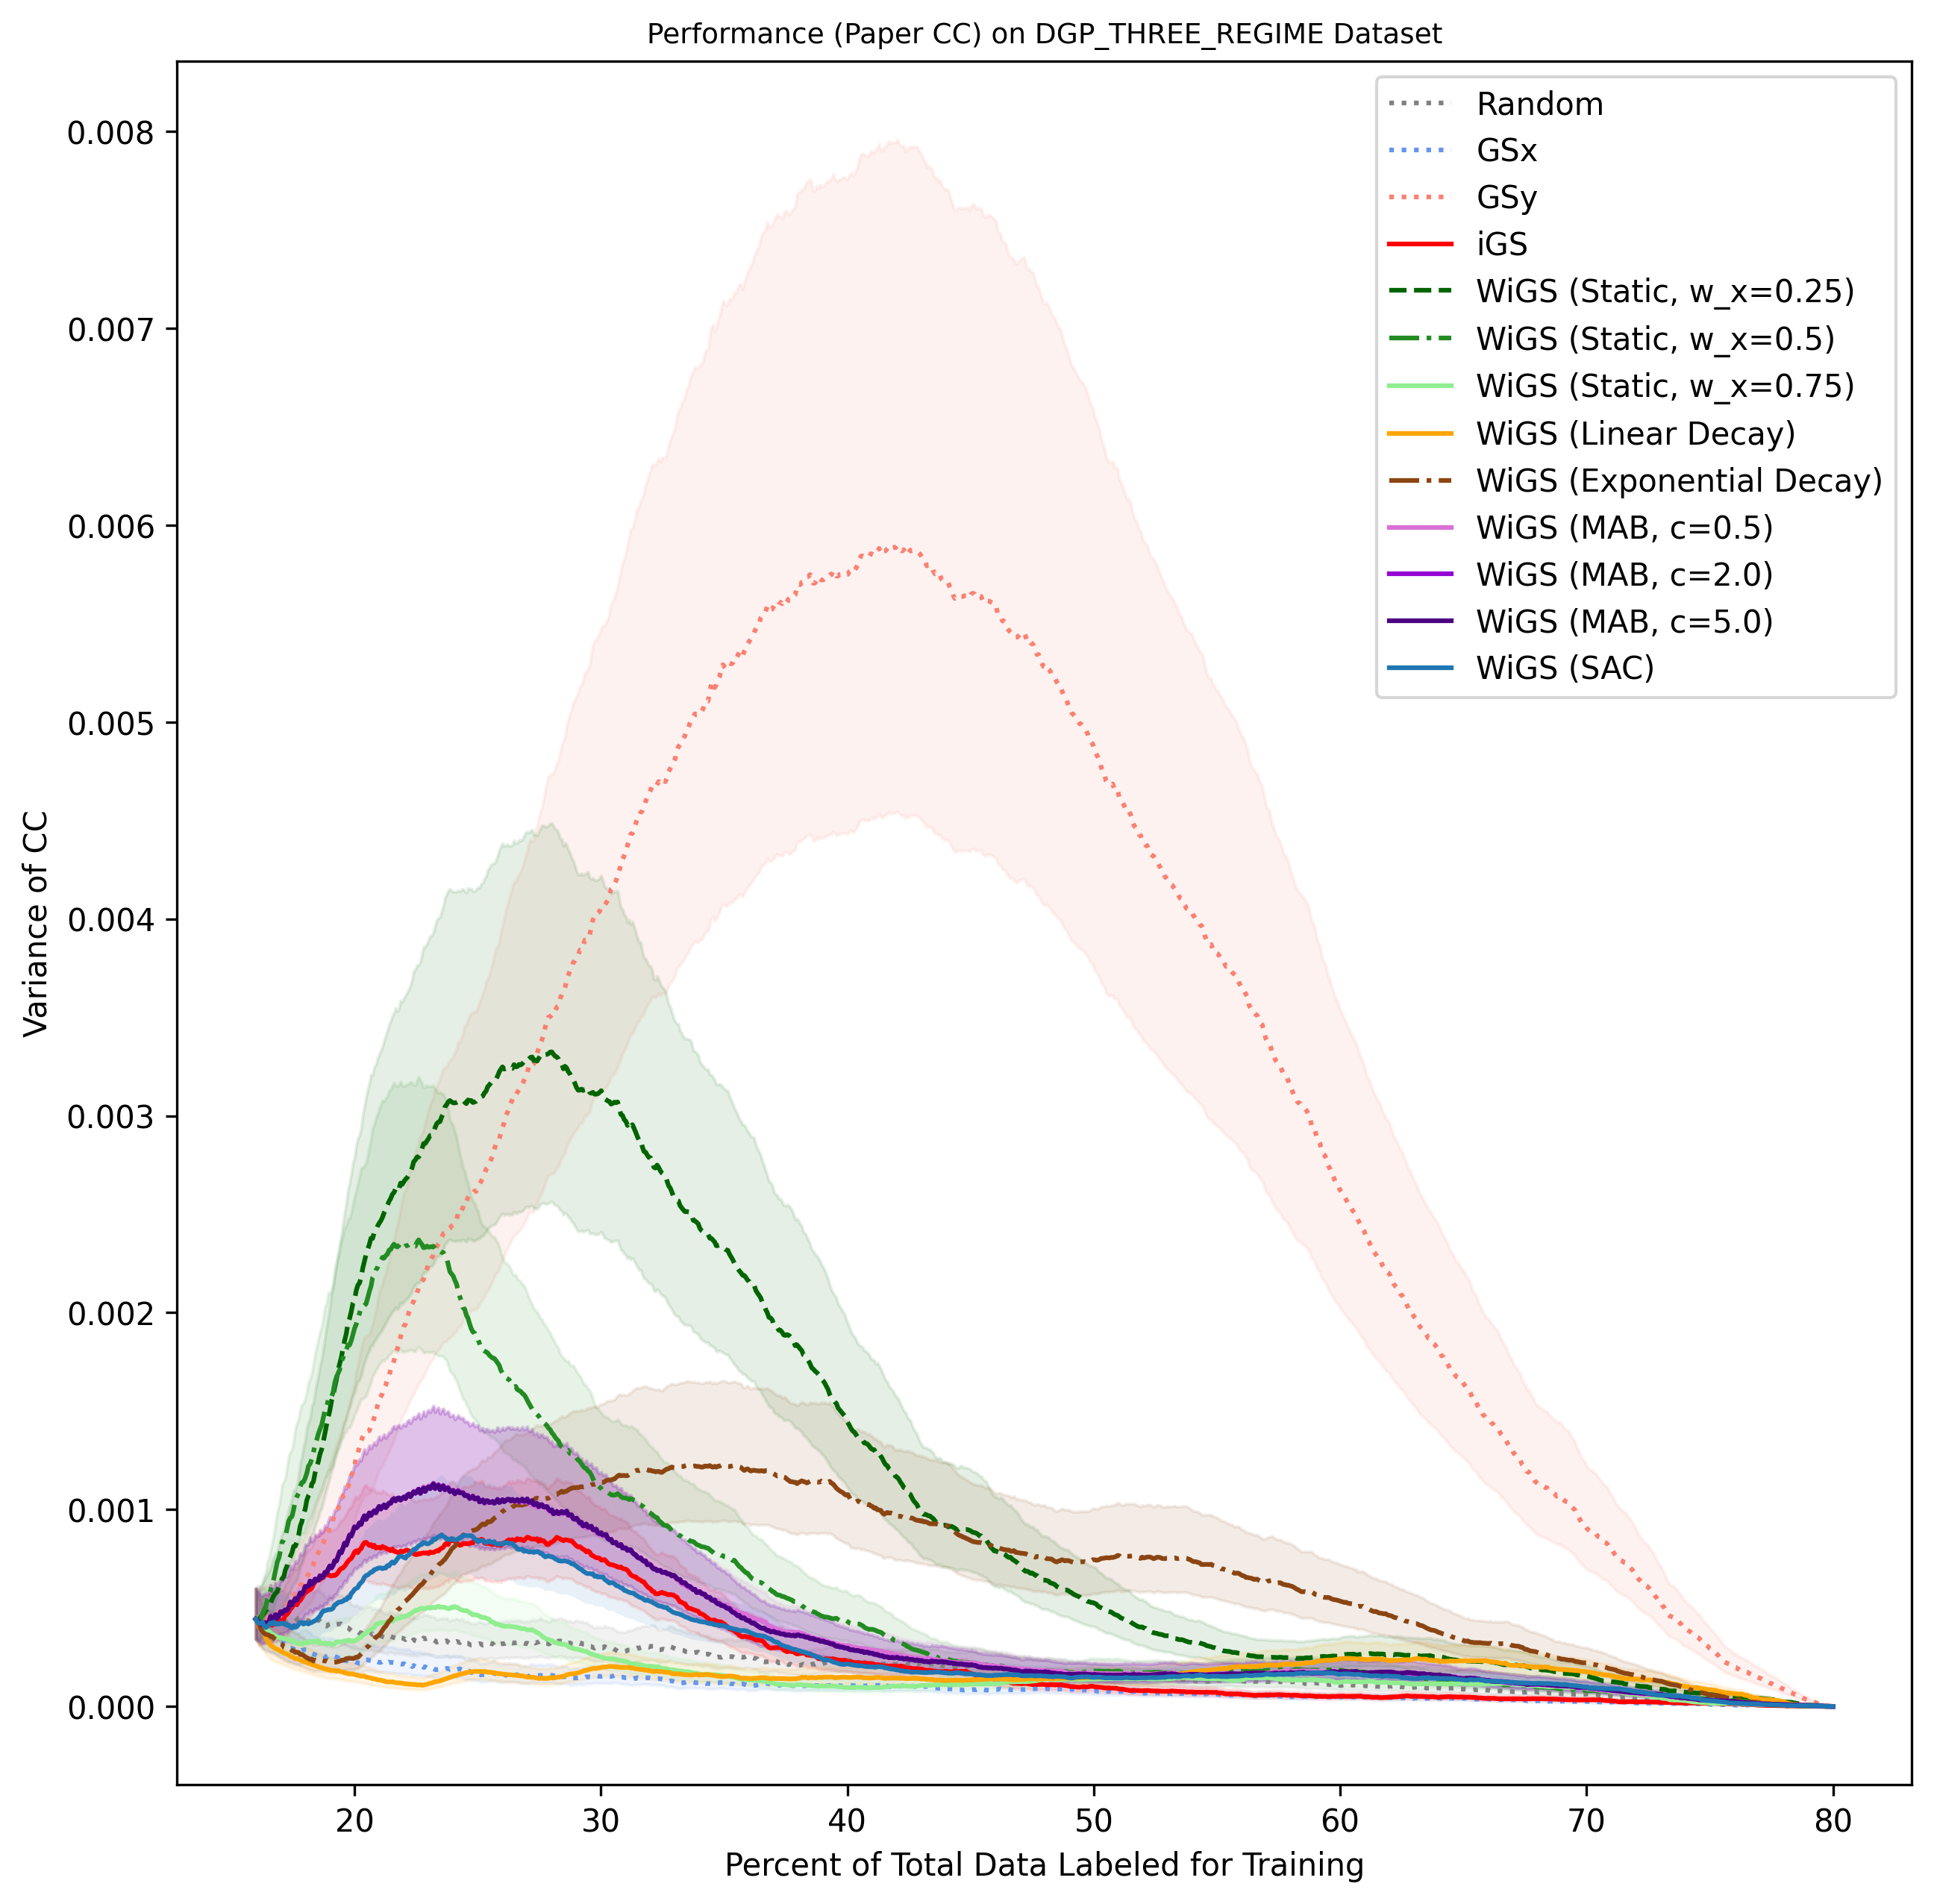 Performance (Paper CC) on DGP_THREE_REGIME Dataset
Variance of CC
0.008
0.007
0.006
0.005
0.004
0.003
0.002
0.001
0.000
Random
GSx
GSy
iGS
WiGS (Static, w_x=0.25)
WiGS (Static, w_x=0.5)
WiGS (Static, w_x=0.75)
WiGS (Linear Decay)
WiGS (Exponential Decay)
WiGS (MAB, c=0.5)
WiGS (MAB, c=2.0)
WiGS (MAB, c=5.0)
WiGS (SAC)
20 30 40 50 60 70 80
Percent of Total Data Labeled for Training